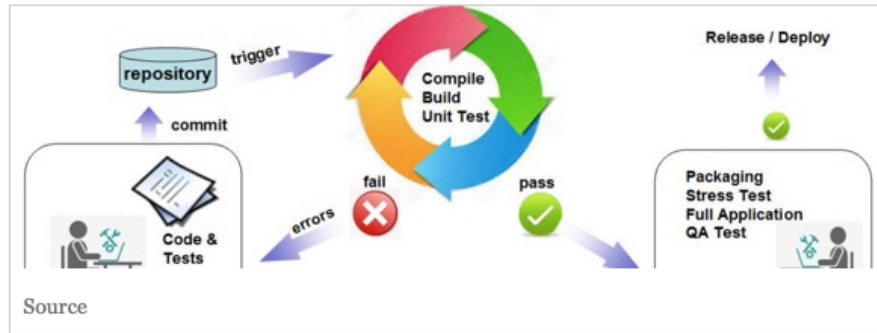 repository
trigger
commit
Code &
Tests
Compile
Build
Unit Test
fail
errors
pass
Release / Deploy
Packaging
Stress Test
Full Application
QA Test
Source